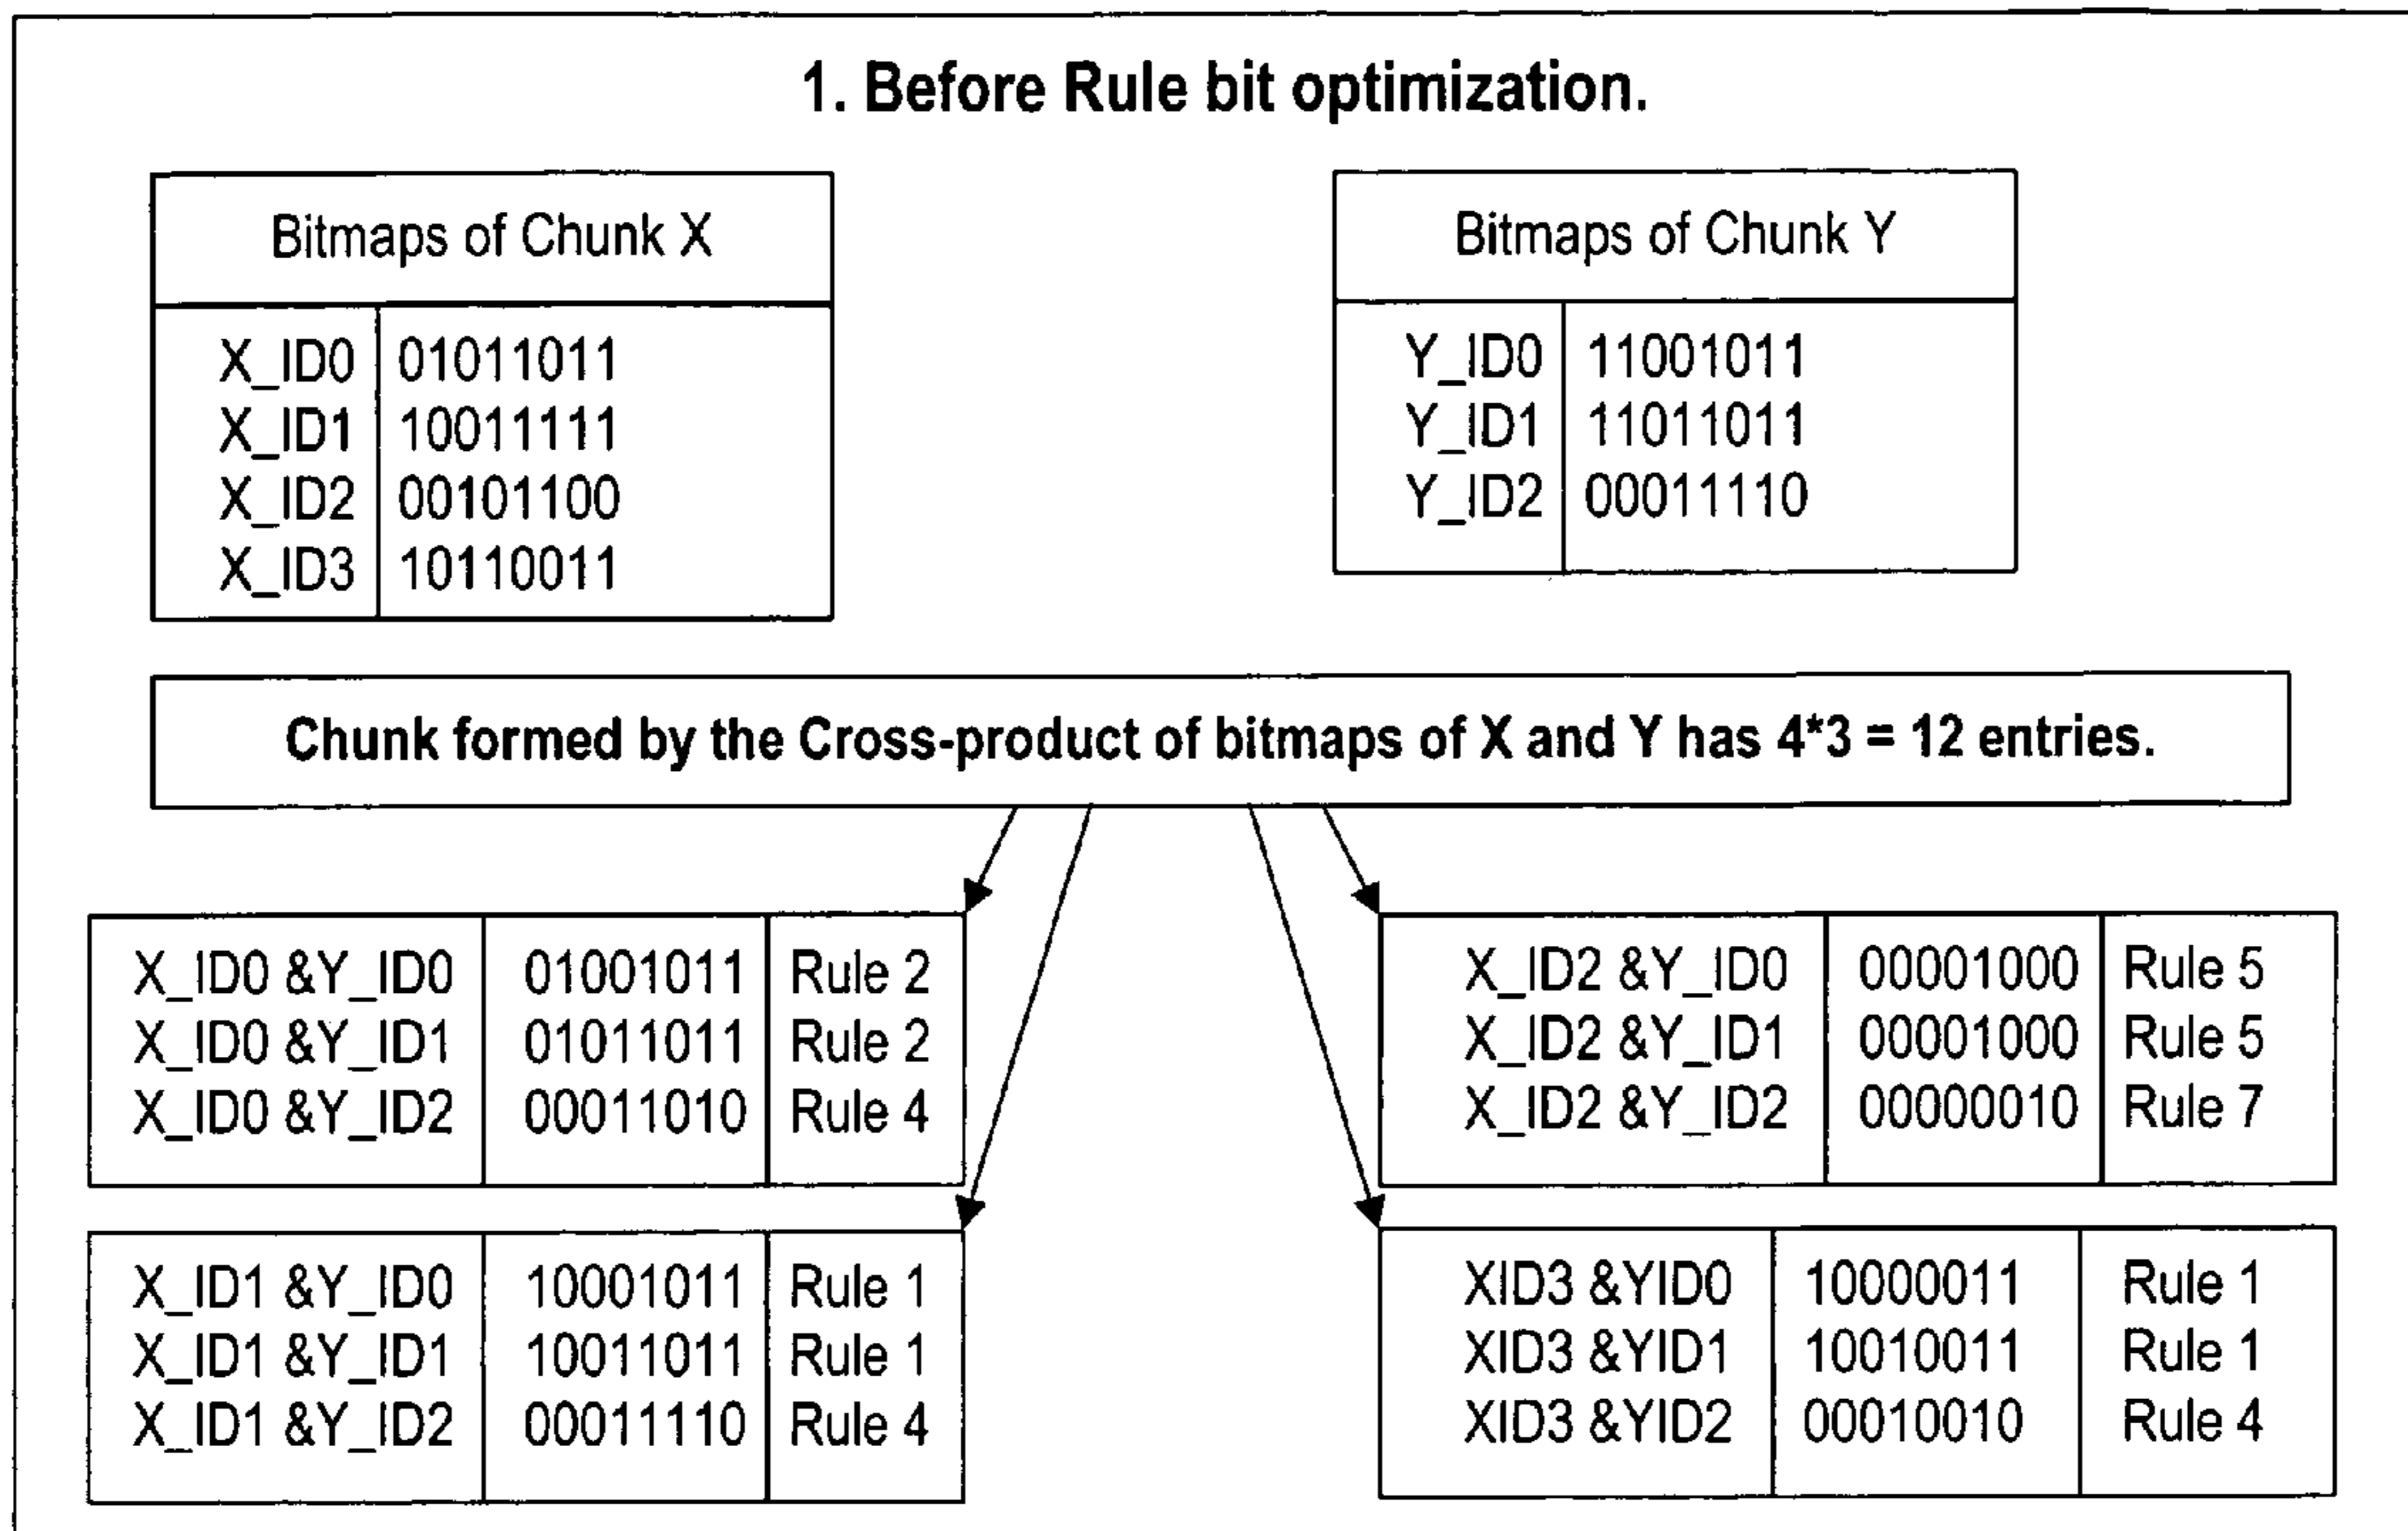 1. Before Rule bit optimization.
Bitmaps of Chunk X
X_ID0 01011011
X_ID1 10011111
X_ID2 00101100
X_ID3 10110011
Bitmaps of Chunk Y
Y_ID0 11001011
Y_ID1 11011011
Y_ID2 00011110
Chunk formed by the Cross-product of bitmaps of X and Y has 4*3 = 12 entries.
X_ID0 &Y_ID0 01001011 Rule 2
X_ID0 &Y_ID1 01011011 Rule 2
X_ID0 &Y_ID2 00011010 Rule 4
X_ID2 &Y_ID0 00001000 Rule 5
X_ID2 &Y_ID1 00001000 Rule 5
X_ID2 &Y_ID2 00000010 Rule 7
X_ID1 &Y_ID0 10001011 Rule 1
X_ID1 &Y_ID1 10011011 Rule 1
X_ID1 &Y_ID2 00011110 Rule 4
XID3 &YID0 10000011 Rule 1
XID3 &YID1 10010011 Rule 1
XID3 &YID2 00010010 Rule 4